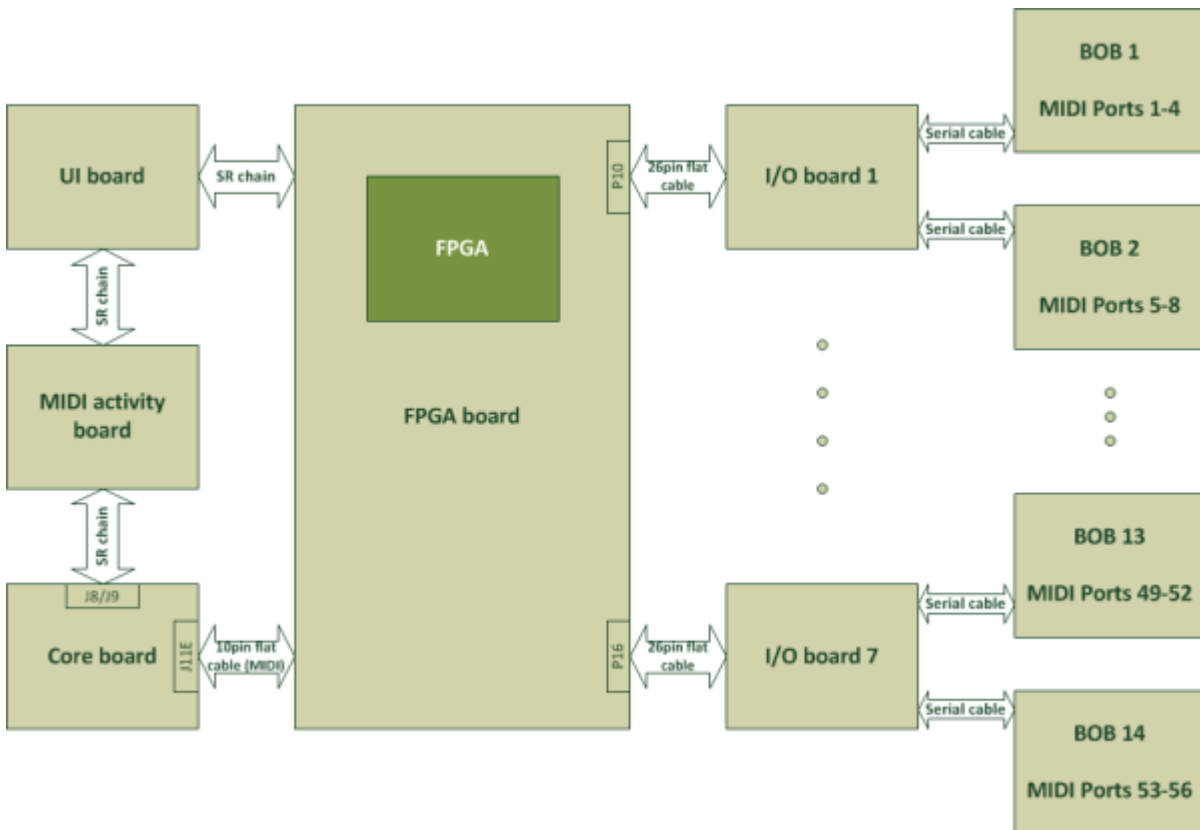 BOB 1
MIDI Ports 1-4
UI board
SR chain
P10
26pin flat
cable
I/O board 1
Serial cable
Serial cable
FPGA
BOB 2
MIDI Ports 5-8
SR chain
MIDI activity
board
FPGA board
SR chain
BOB 13
MIDI Ports 49-52
J8/J9
Core board
J11E
10pin flat
cable (MIDI)
P16
26pin flat
cable
I/O board 7
Serial cable
Serial cable
BOB 14
MIDI Ports 53-56